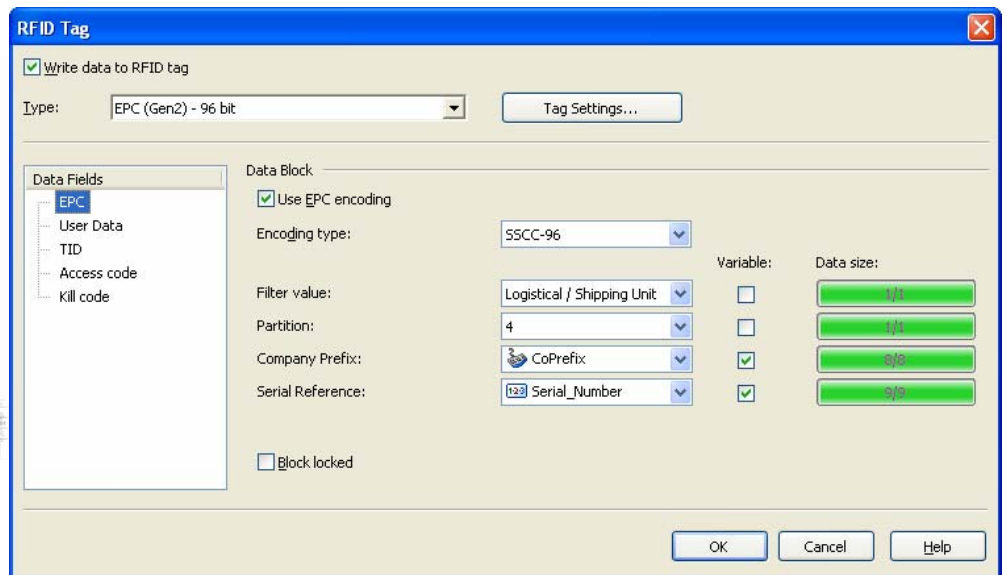 RFID Tag
Write data to RFID tag
Type: EPC (Gen2) - 96 bit Tag Settings...
Data Fields
EPC
User Data
TID
Access code
Kill code
Data Block
Use EPC encoding
Encoding type: SSCC-96
Variable: Data size:
Filter value: Logistical / Shipping Unit 1/1
Partition: 4 1/1
Company Prefix: CoPrefix 8/8
Serial Reference: 123 Serial_Number 9/9
Block locked
OK Cancel Help